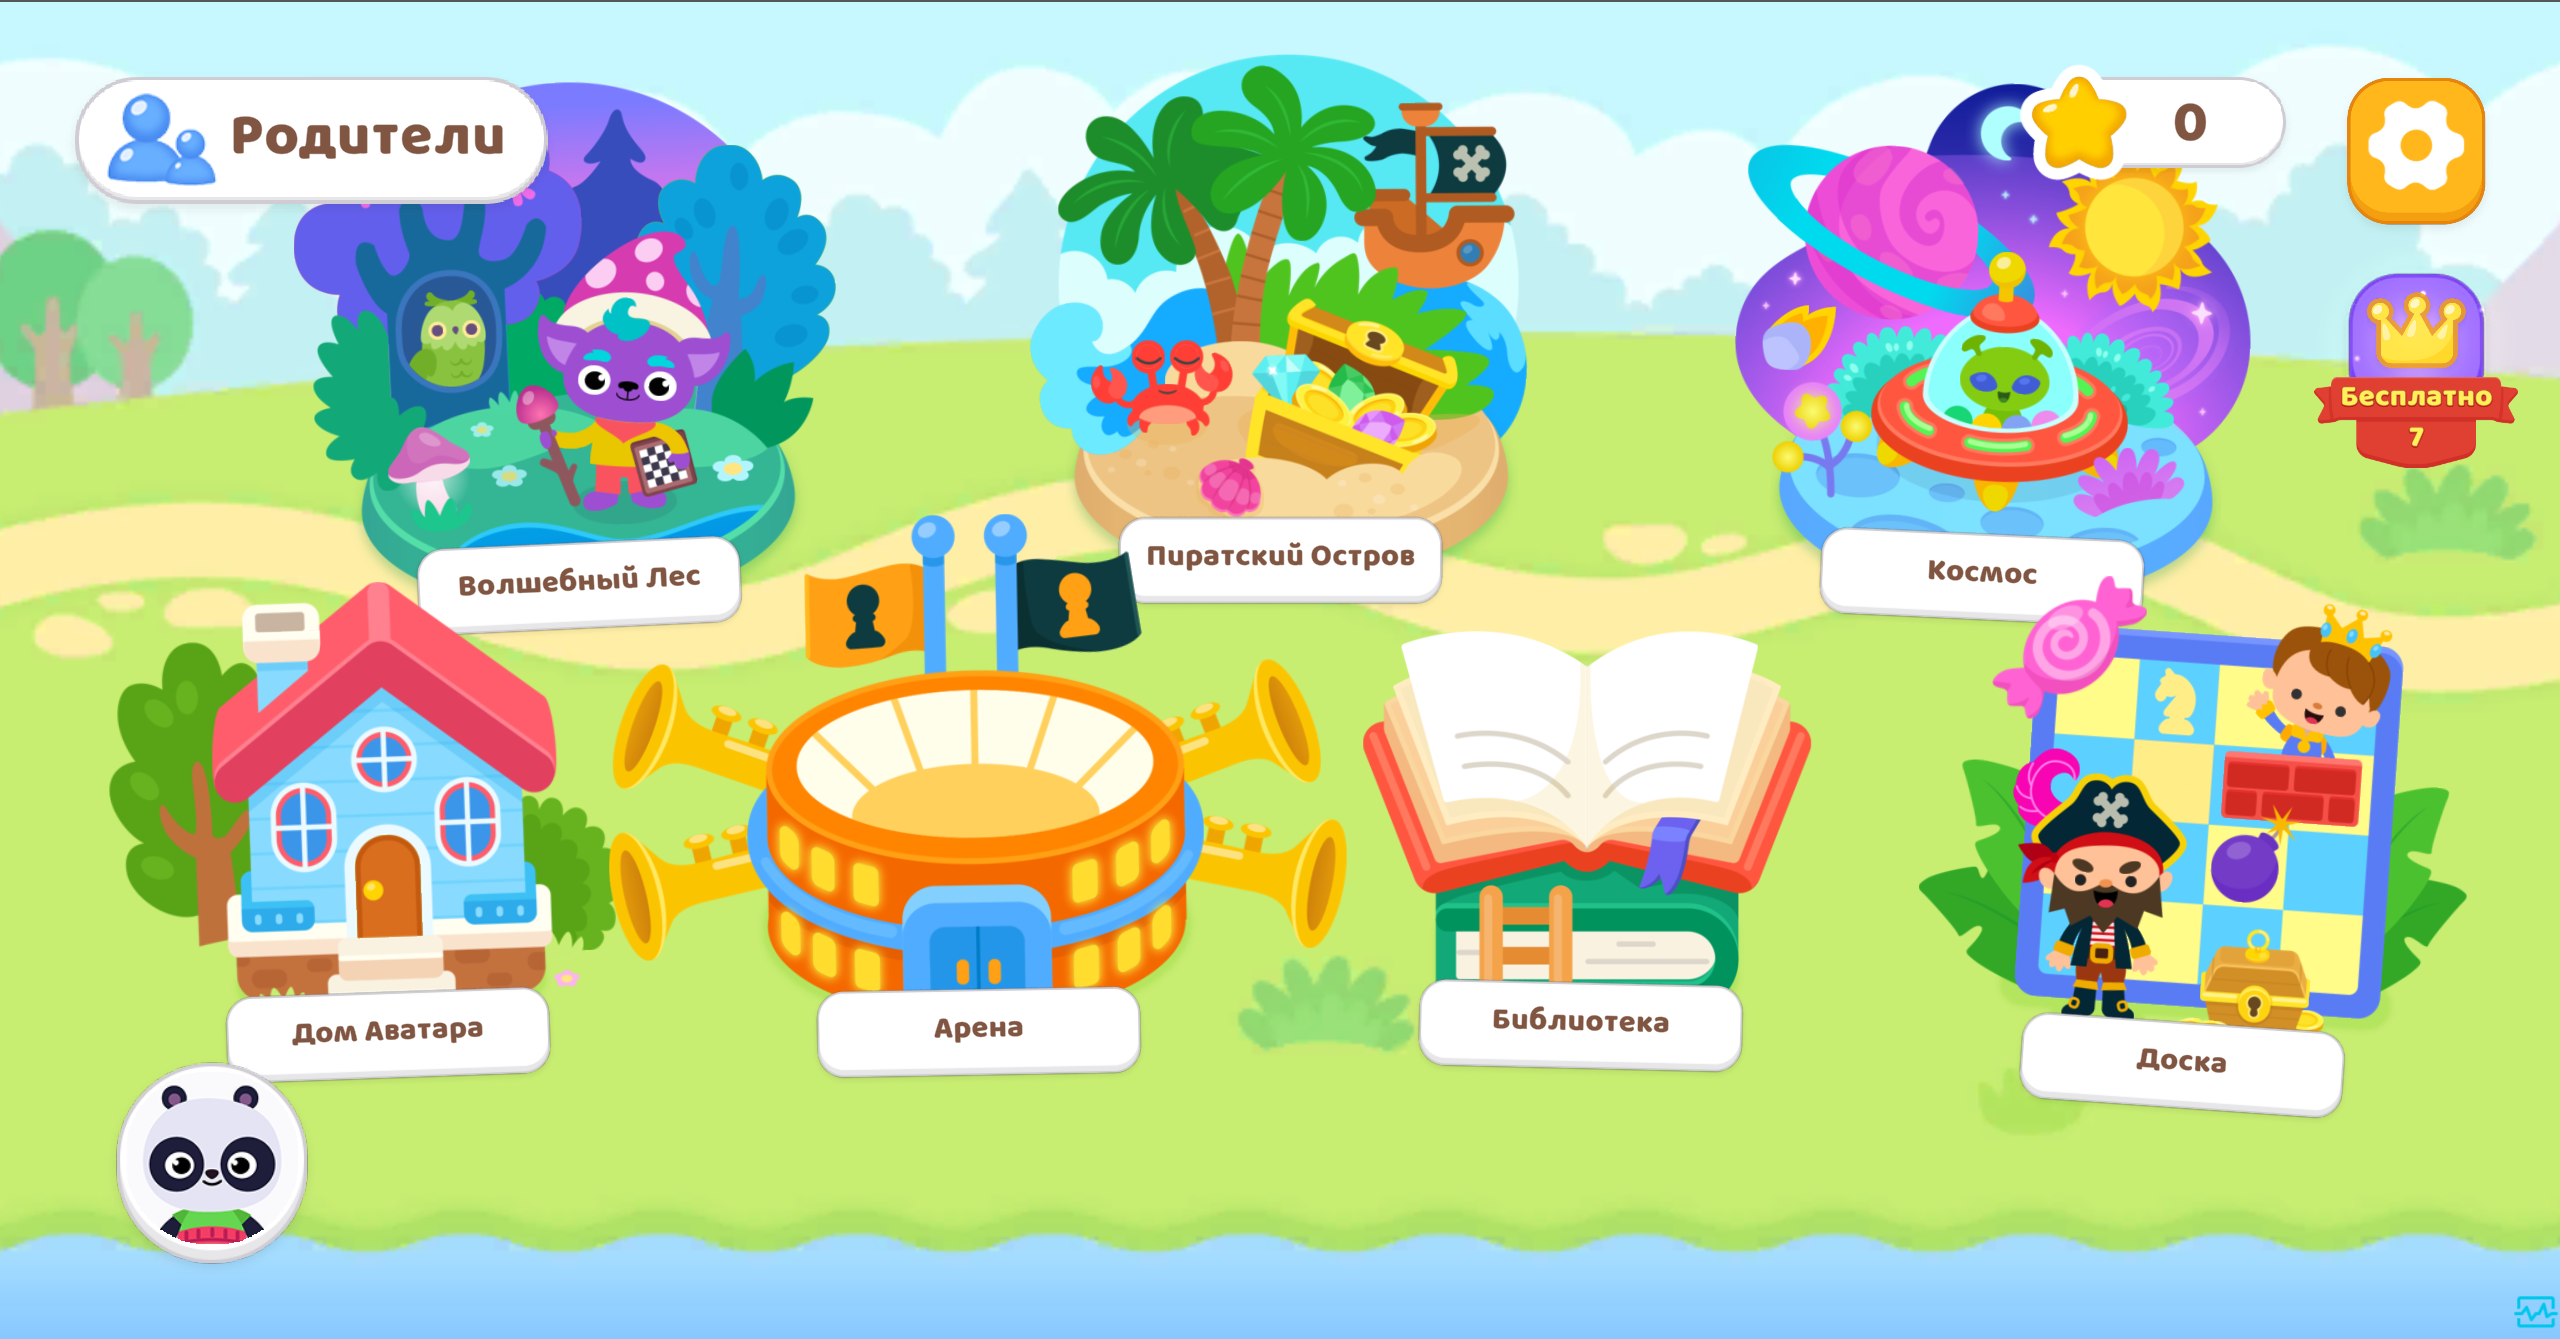 Родители
0
Бесплатно
7
Волшебный Лес
Пиратский Остров
Космос
Дом Аватара
Арена
Библиотека
Доска